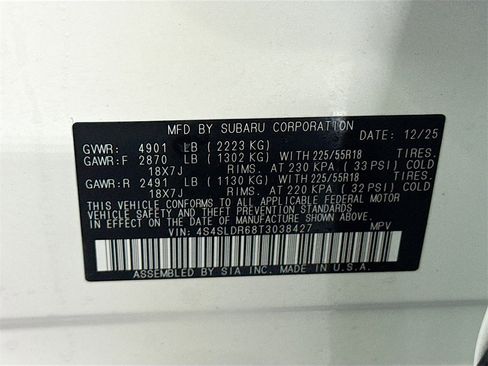 MFD BY SUBARU CORPORATION
DATE: 12/25
GVWR: 4901 LB ( 2223 KG)
GAWR:F 2870 LB ( 1302 KG) WITH 225/55R18 TIRES.
18X7J RIMS. AT 230 KPA ( 33 PSI) COLD
GAWR:R 2491 LB ( 1130 KG) WITH 225/55R18 TIRES.
18X7J RIMS. AT 220 KPA ( 32 PSI) COLD
THIS VEHICLE CONFORMS TO ALL APPLICABLE FEDERAL MOTOR
VEHICLE SAFETY AND THEFT PREVENTION STANDARDS IN EFFECT
ON THE DATE OF MANUFACTURE SHOWN ABOVE.
VIN: 4S4SLDR68T3038427 MPV
ASSEMBLED BY SIA INC. MADE IN U.S.A.